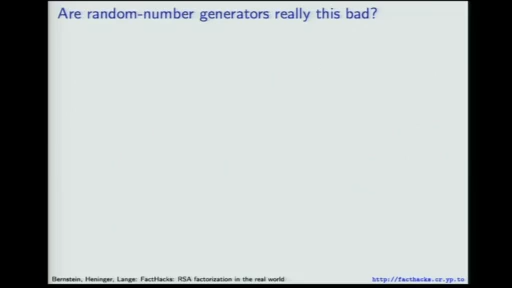 Are random-number generators really this bad?
Bernstein, Heninger, Lange: FactHacks: RSA factorization in the real world
http://facthacks.cr.yp.to